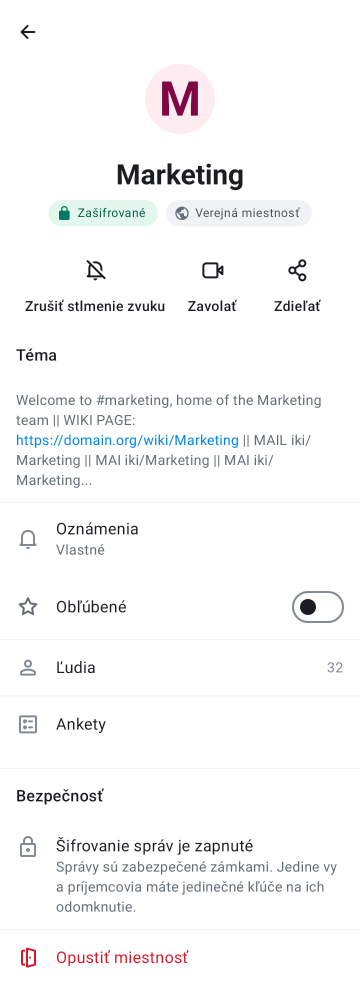 M
Marketing
Zašifrované
Verejná miestnosť
Zrušiť stlmenie zvuku
Zavolať
Zdieľať
Téma
Welcome to #marketing, home of the Marketing
team || WIKI PAGE:
https://domain.org/wiki/Marketing || MAIL iki/
Marketing || MAI iki/Marketing || MAI iki/
Marketing...
Oznámenia
Vlastné
Obľúbené
Ľudia 32
Ankety
Bezpečnosť
Šifrovanie správ je zapnuté
Správy sú zabezpečené zámkami. Jedine vy
a príjemcovia máte jedinečné kľúče na ich
odomknutie.
Opustiť miestnosť